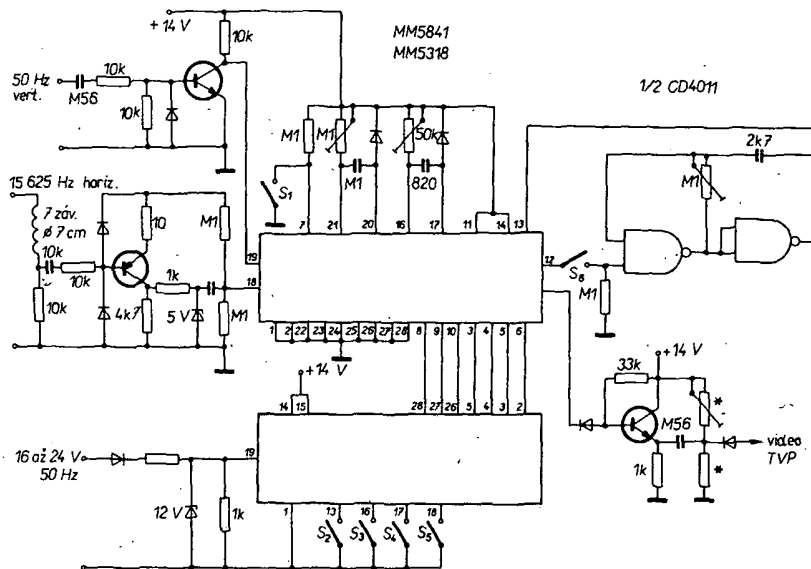 + 14 V
10k
MM5841
MM5318
50 Hz
vert.
M56
10k
10k
1/2 CD4011
2k7
M1
M1
50k
M1
M1
820
S1
7
21
20
16
17
11
14
13
15 625 Hz horiz.
7 záv.
ø 7 cm
10k
10k
10k
10
M1
1k
4k7
5 V
M1
19
18
12
S6
M1
1
2
22
23
24
25
26
27
28
8
9
10
3
4
5
6
+14 V
14
15
28
27
26
5
4
3
2
33k
+14 V
M56
*
1k
*
video
TVP
16 až 24 V
50 Hz
12 V
1k
19
1
13
16
17
18
S2
S3
S4
S5